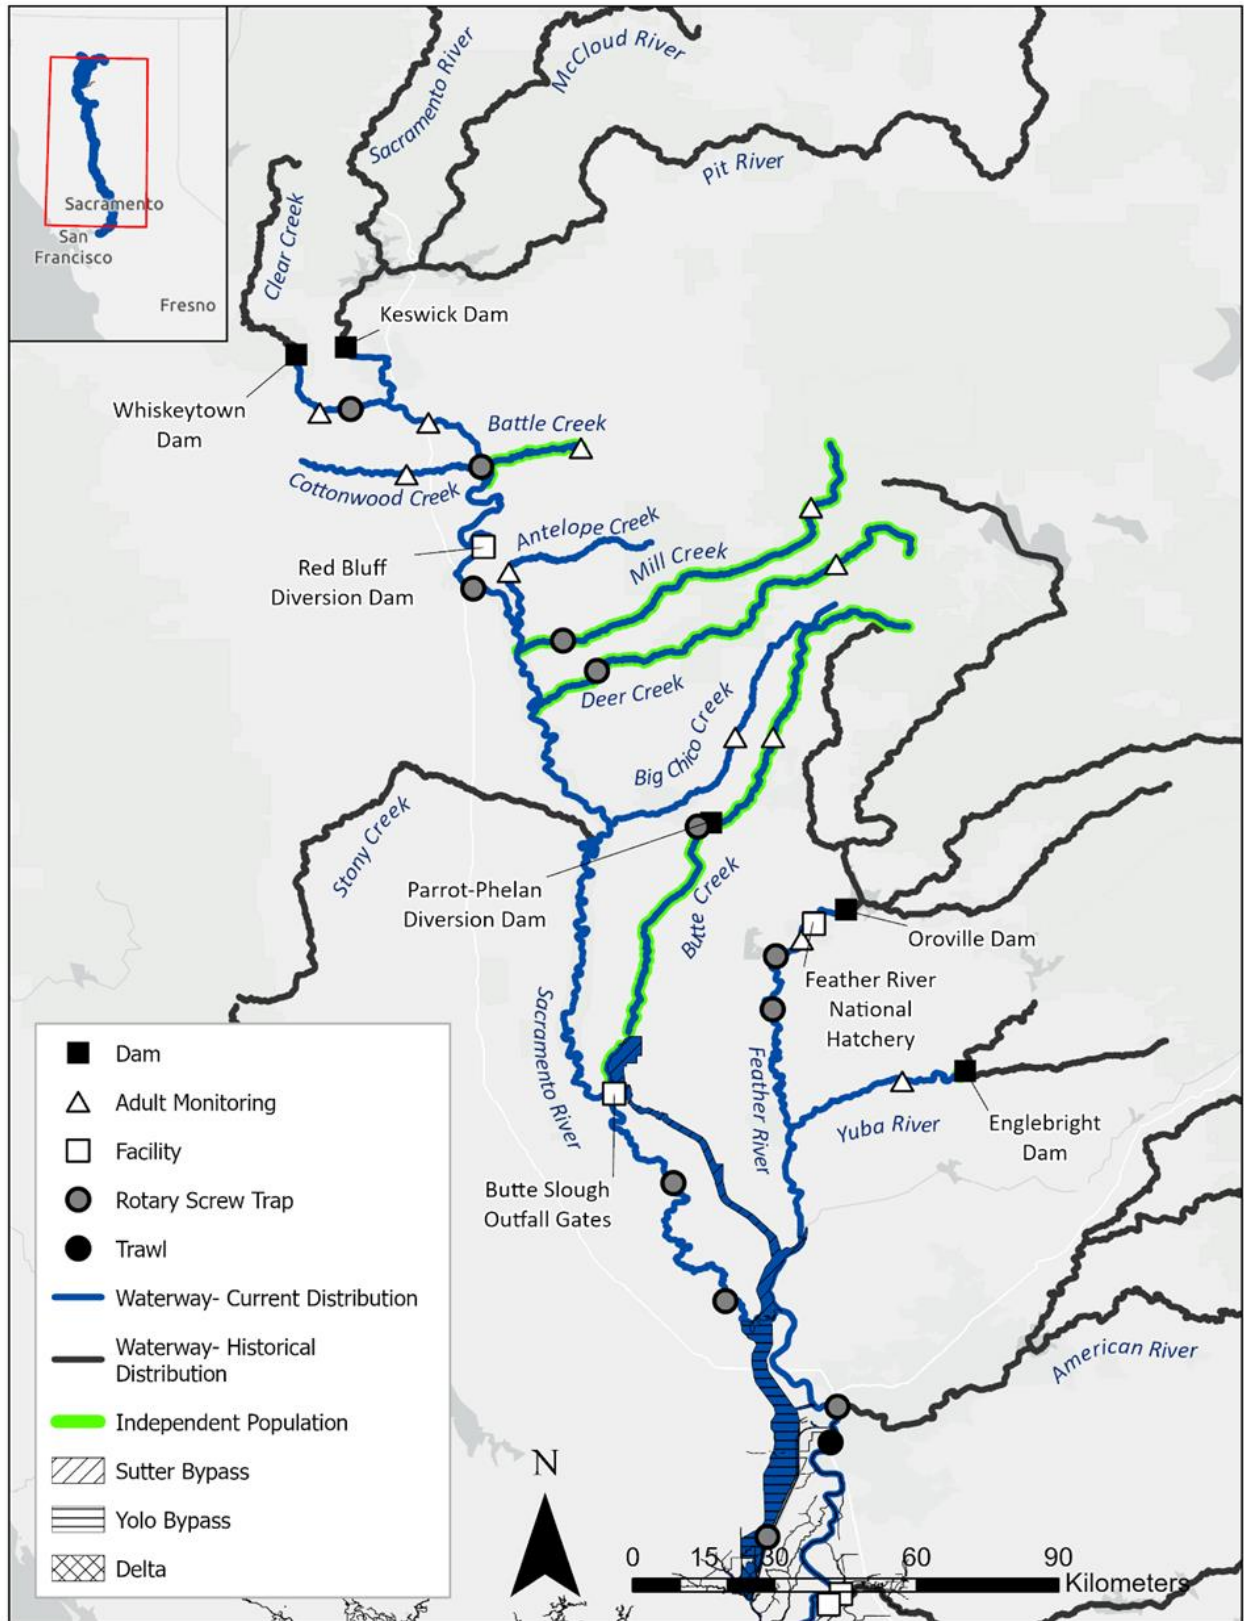 Sacramento River
McCloud River
Pit River
Sacramento
San
Francisco
Fresno
Clear Creek
Keswick Dam
Whiskeytown
Dam
Battle Creek
Cottonwood Creek
Antelope Creek
Red Bluff
Diversion Dam
Mill Creek
Deer Creek
Big Chico Creek
Stony Creek
Parrot-Phelan
Diversion Dam
Butte Creek
Oroville Dam
Feather River
National
Hatchery
Sacramento River
Feather River
Yuba River
Englebright
Dam
Butte Slough
Outfall Gates
American River
Dam
Adult Monitoring
Facility
Rotary Screw Trap
Trawl
Waterway- Current Distribution
Waterway- Historical
Distribution
Independent Population
Sutter Bypass
Yolo Bypass
Delta
N
0 15 30 60 90
Kilometers